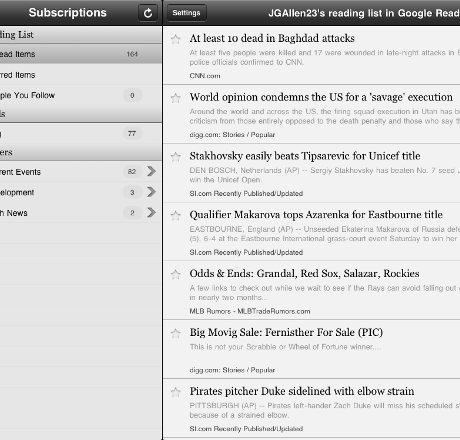 Subscriptions
ding List
ead Items 164
rred Items
ple You Follow 0
ds
g 77
ers
rent Events 82
elopment 3
h News 2
Settings
JGAllen23's reading list in Google Read
At least 10 dead in Baghdad attacks
At least five people were killed and 17 were wounded in late-night attacks in B
police officials confirmed to CNN.
CNN.com
World opinion condemns the US for a 'savage' execution
Around the world and across the US, the firing squad execution in Utah has b
criticism from those entirely opposed to the death penalty and those who say th
digg.com: Stories / Popular
Stakhovsky easily beats Tipsarevic for Unicef title
DEN BOSCH, Netherlands (AP) -- Sergiy Stakhovsky has beaten No. 7 seed J
win the Unicef Open.
SI.com Recently Published/Updated
Qualifier Makarova tops Azarenka for Eastbourne title
EASTBOURNE, England (AP) -- Unseeded Ekaterina Makarova of Russia defe
(5), 6-4 at the Eastbourne International grass-court event Saturday to win her
SI.com Recently Published/Updated
Odds & Ends: Grandal, Red Sox, Salazar, Rockies
A few links to check out while we wait to see if the Rays can avoid falling out o
in nearly two months...
MLB Rumors - MLBTradeRumors.com
Big Movig Sale: Fernisther For Sale (PIC)
This is not your Scrabble or Wheel of Fortune winner....
digg.com: Stories / Popular
Pirates pitcher Duke sidelined with elbow strain
PITTSBURGH (AP) -- Pirates left-hander Zach Duke will miss his scheduled st
because of a strained elbow.
SI.com Recently Published/Updated